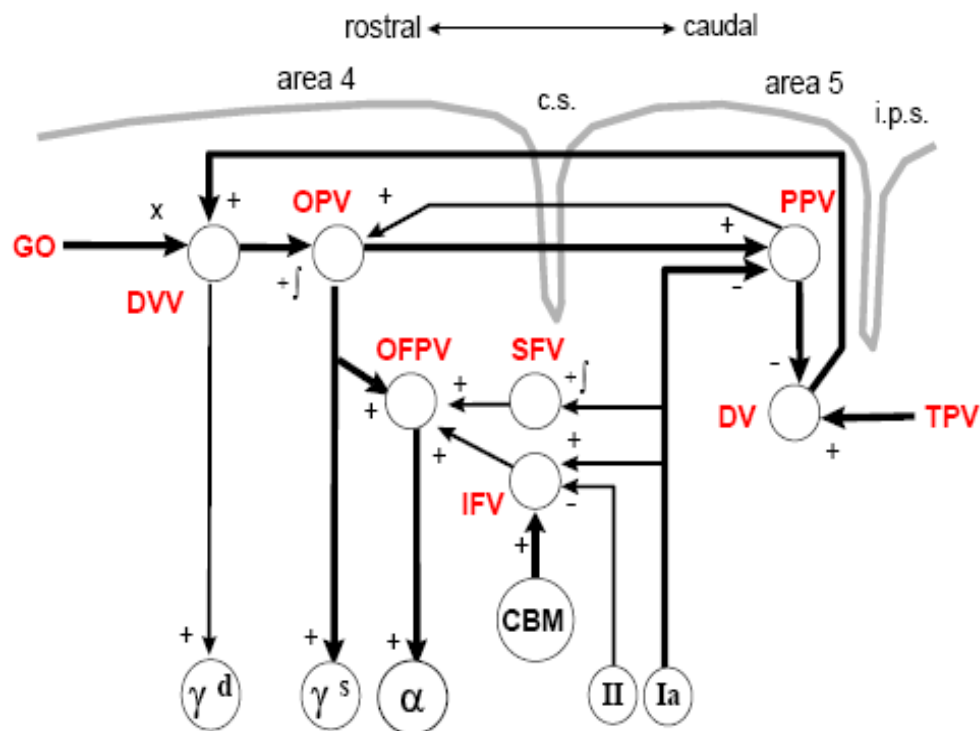 rostral caudal
area 4 area 5
c.s. i.p.s.
+ OPV + PPV
x +
GO
+∫ -
DVV
OFPV SFV
+∫
+ -
+ DV TPV
+ + +
IFV -
+
CBM
+ + +
γ d γ s α II Ia